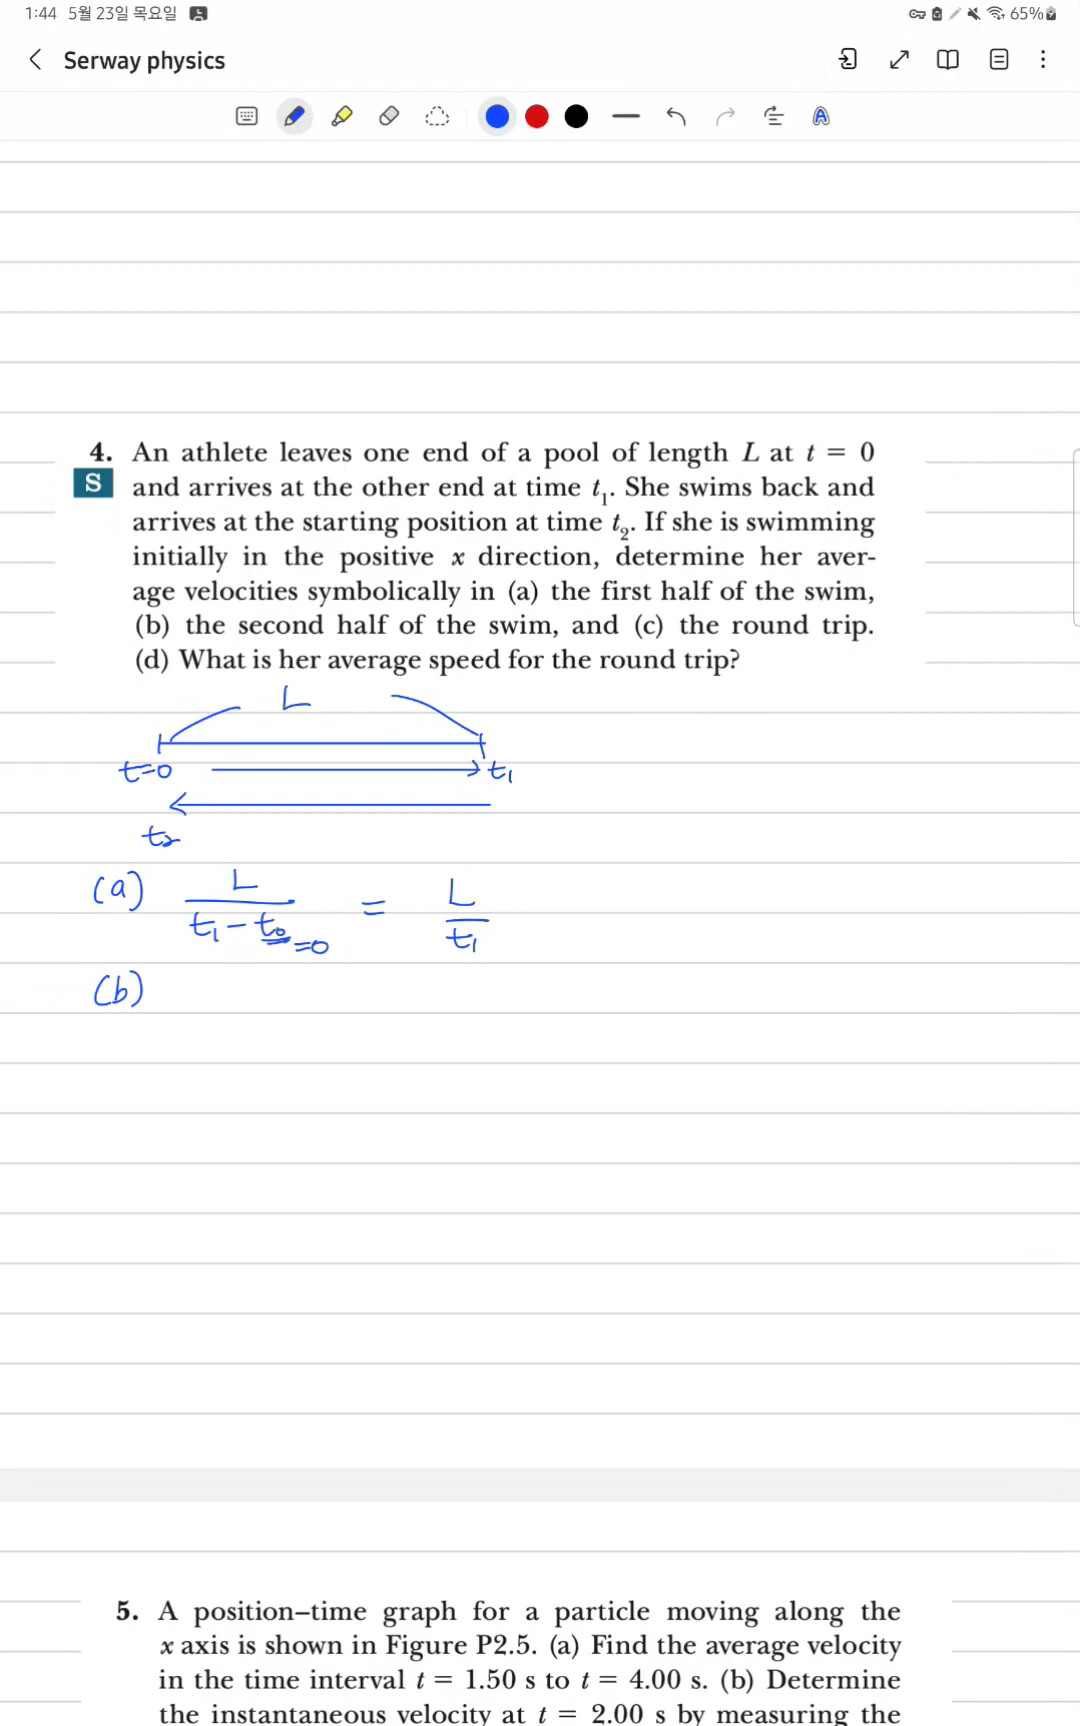 1:44 5월 23일 목요일 65%
Serway physics
4. An athlete leaves one end of a pool of length L at t = 0
S and arrives at the other end at time t₁. She swims back and
arrives at the starting position at time t₂. If she is swimming
initially in the positive x direction, determine her aver-
age velocities symbolically in (a) the first half of the swim,
(b) the second half of the swim, and (c) the round trip.
(d) What is her average speed for the round trip?
L
t=0 t₁
t₂
(a) L / (t₁ - t₀) = L / t₁
=0
(b)
5. A position–time graph for a particle moving along the
x axis is shown in Figure P2.5. (a) Find the average velocity
in the time interval t = 1.50 s to t = 4.00 s. (b) Determine
the instantaneous velocity at t = 2.00 s by measuring the